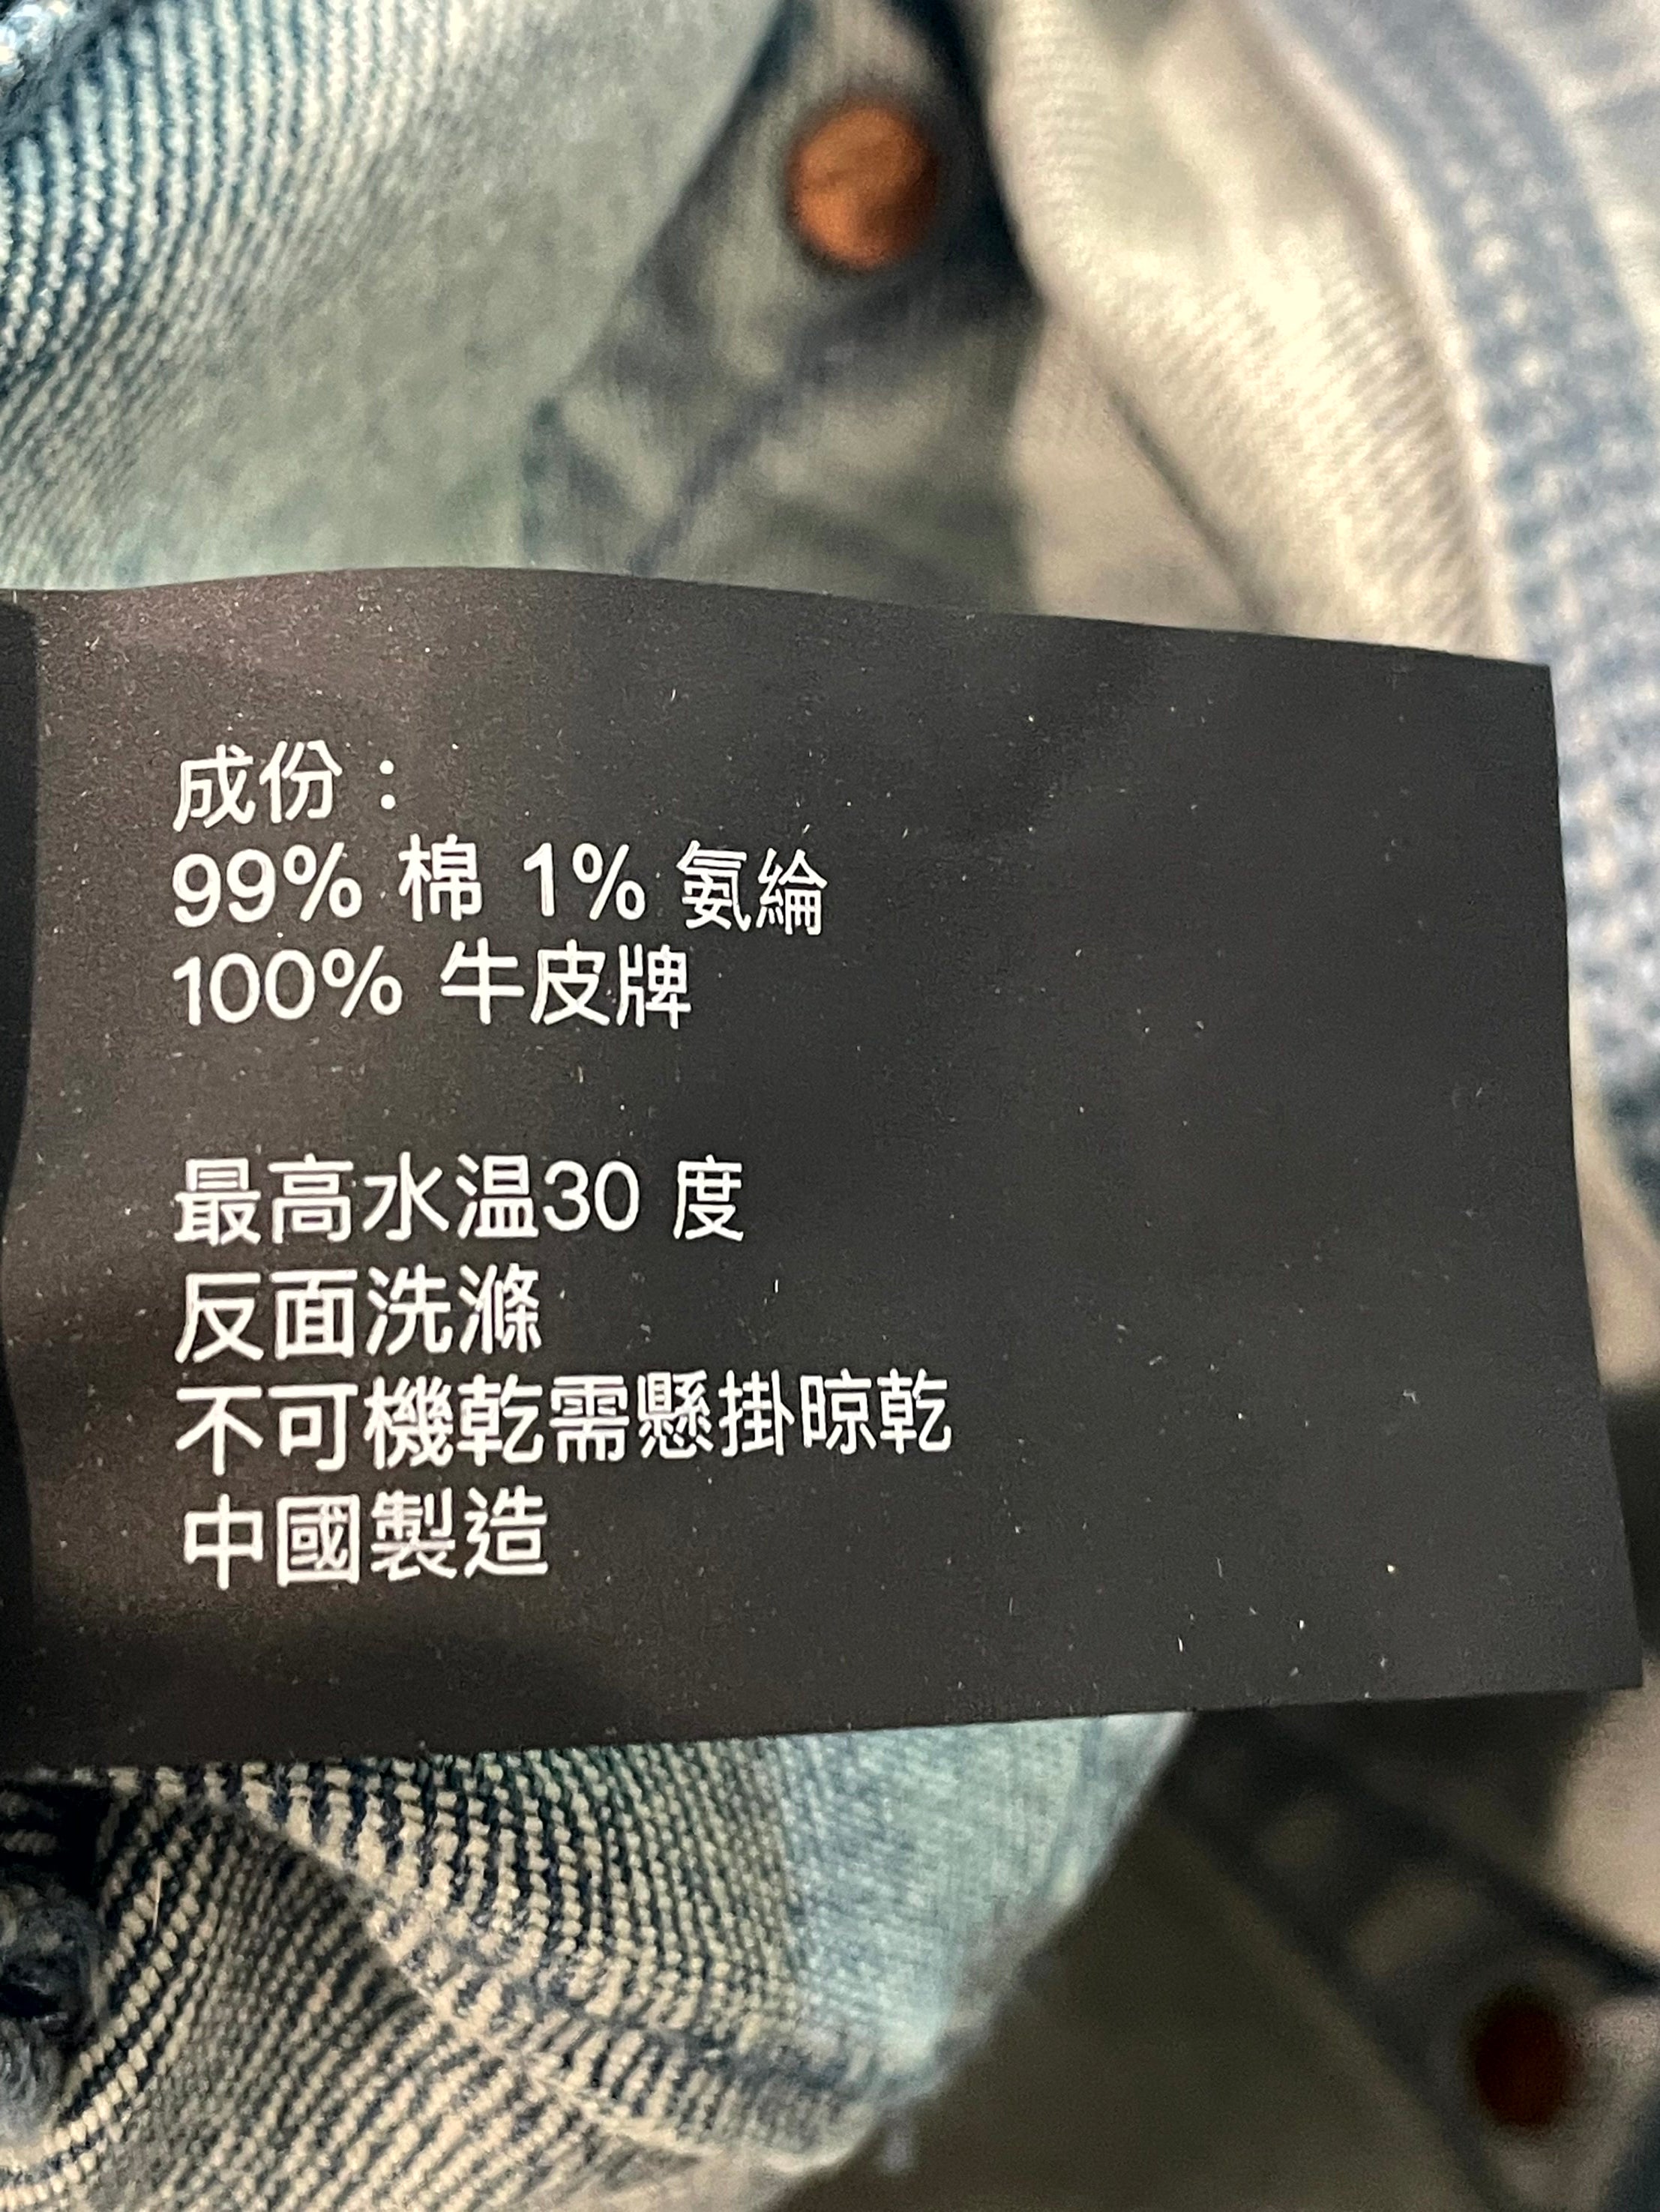 成份：
99% 棉 1% 氨綸
100% 牛皮牌
最高水温30 度
反面洗滌
不可機乾需懸掛晾乾
中國製造